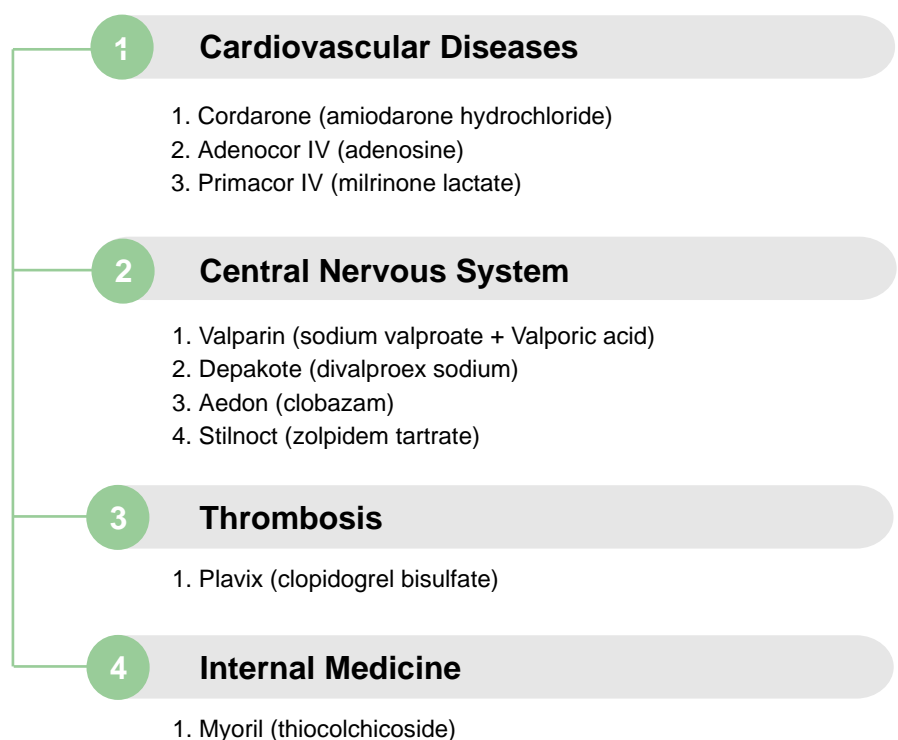 1
Cardiovascular Diseases
1. Cordarone (amiodarone hydrochloride)
2. Adenocor IV (adenosine)
3. Primacor IV (milrinone lactate)
2
Central Nervous System
1. Valparin (sodium valproate + Valporic acid)
2. Depakote (divalproex sodium)
3. Aedon (clobazam)
4. Stilnoct (zolpidem tartrate)
3
Thrombosis
1. Plavix (clopidogrel bisulfate)
4
Internal Medicine
1. Myoril (thiocolchicoside)